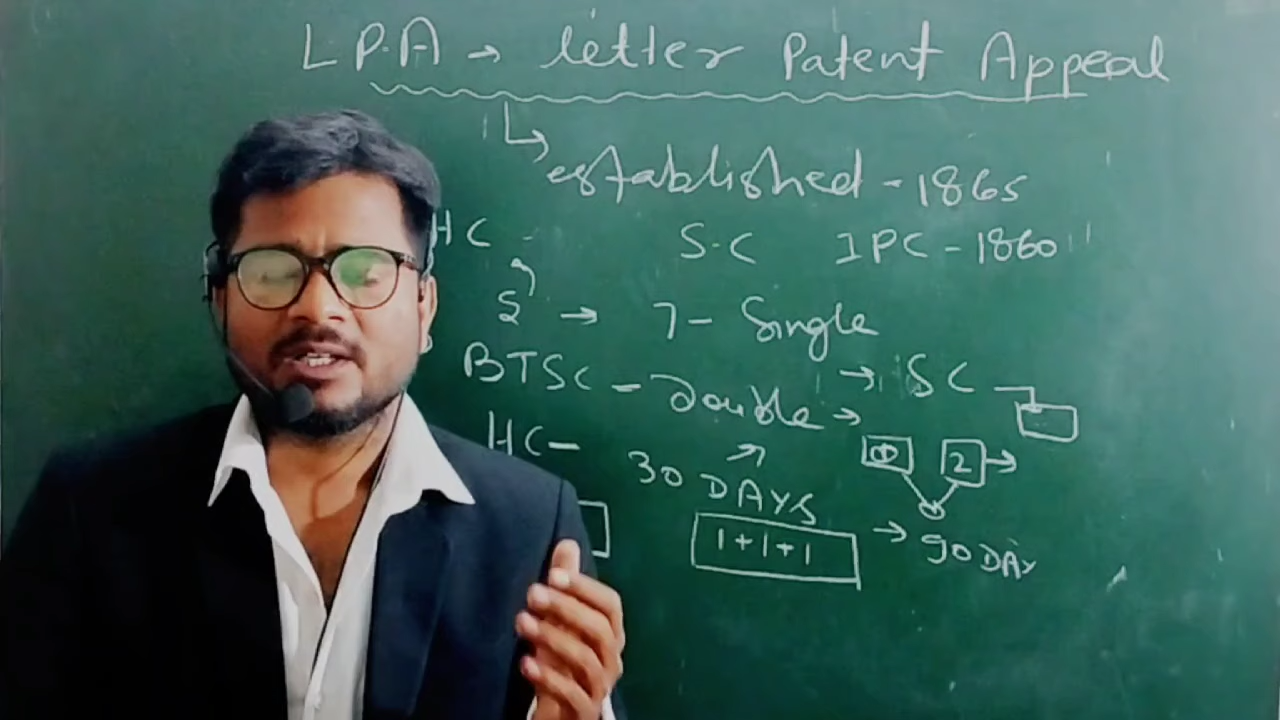 L.P.A → letter Patent Appeal
↳ established - 1865
HC - S.C IPC - 1860
S → 7 - Single
BTSC - Double → SC
HC - 30 DAYS 2 →
1+1+1 → 90 DAY